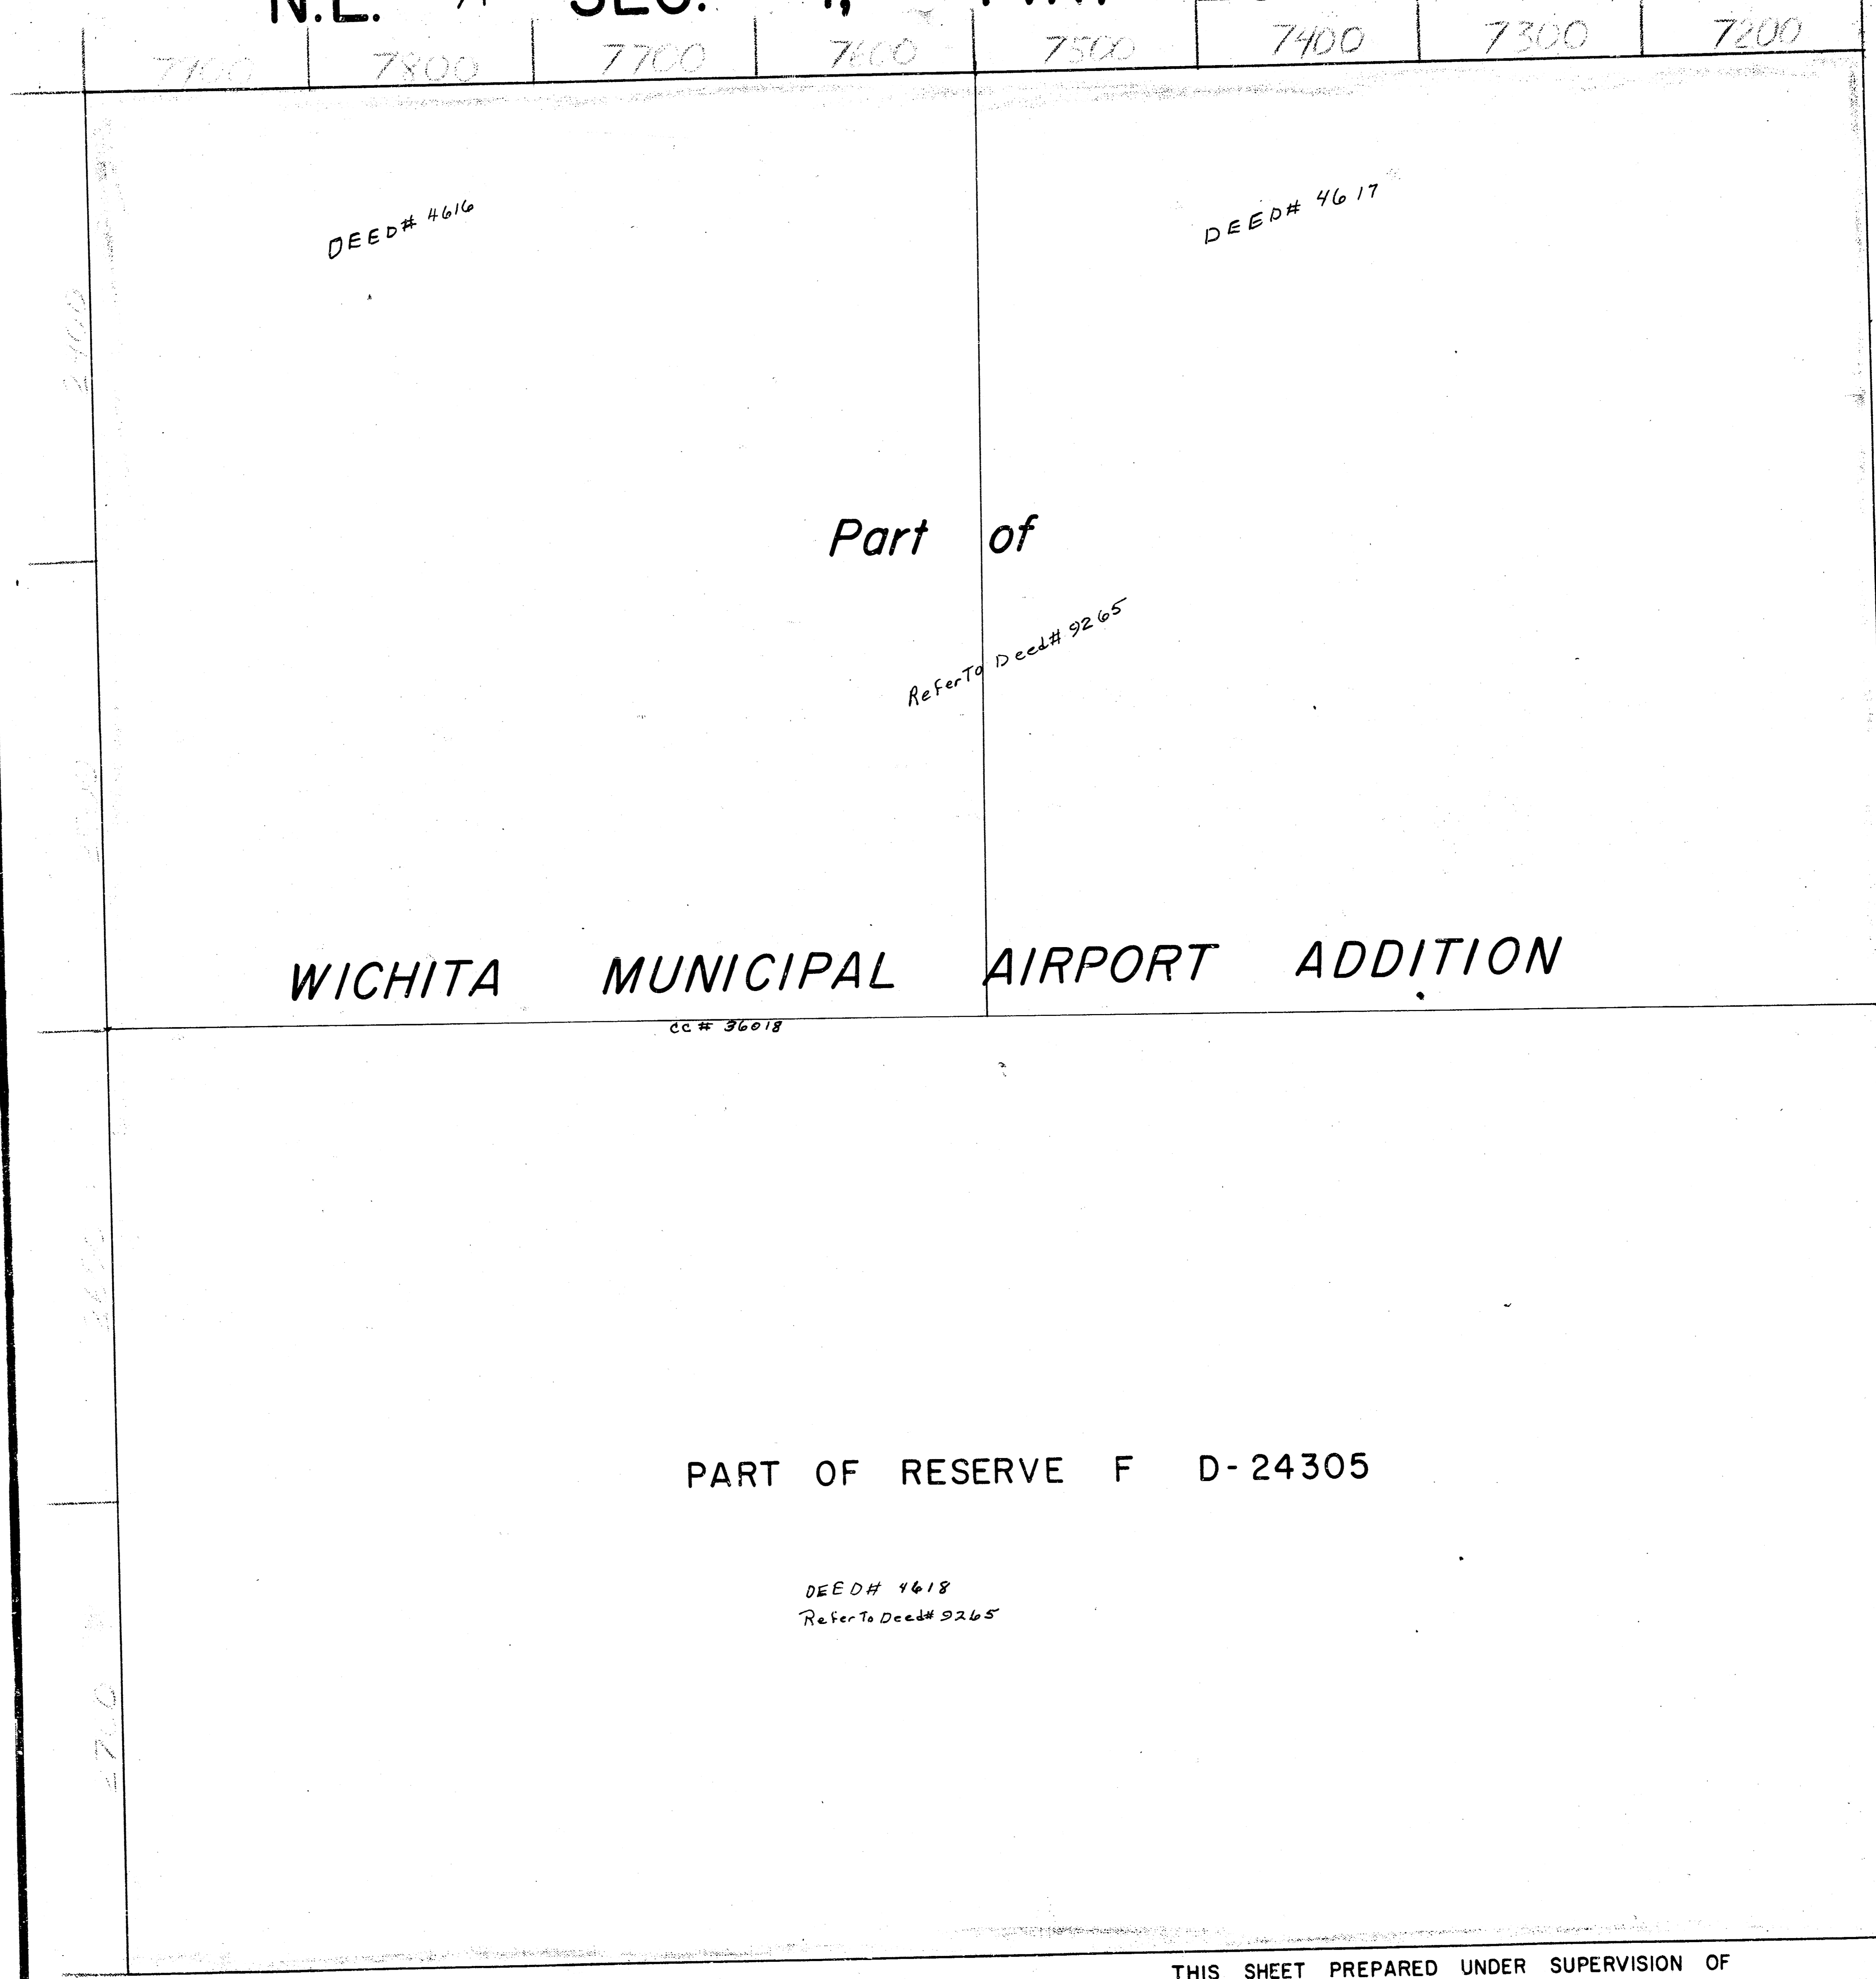 N.E. SEC.
7900 7800 7700 7600 7500 7400 7300 7200
DEED# 4616
DEED# 4617
Part of
Refer To Deed# 9265
WICHITA MUNICIPAL AIRPORT ADDITION
CC# 36018
PART OF RESERVE F D-24305
DEED# 4618
Refer To Deed# 9265
THIS SHEET PREPARED UNDER SUPERVISION OF